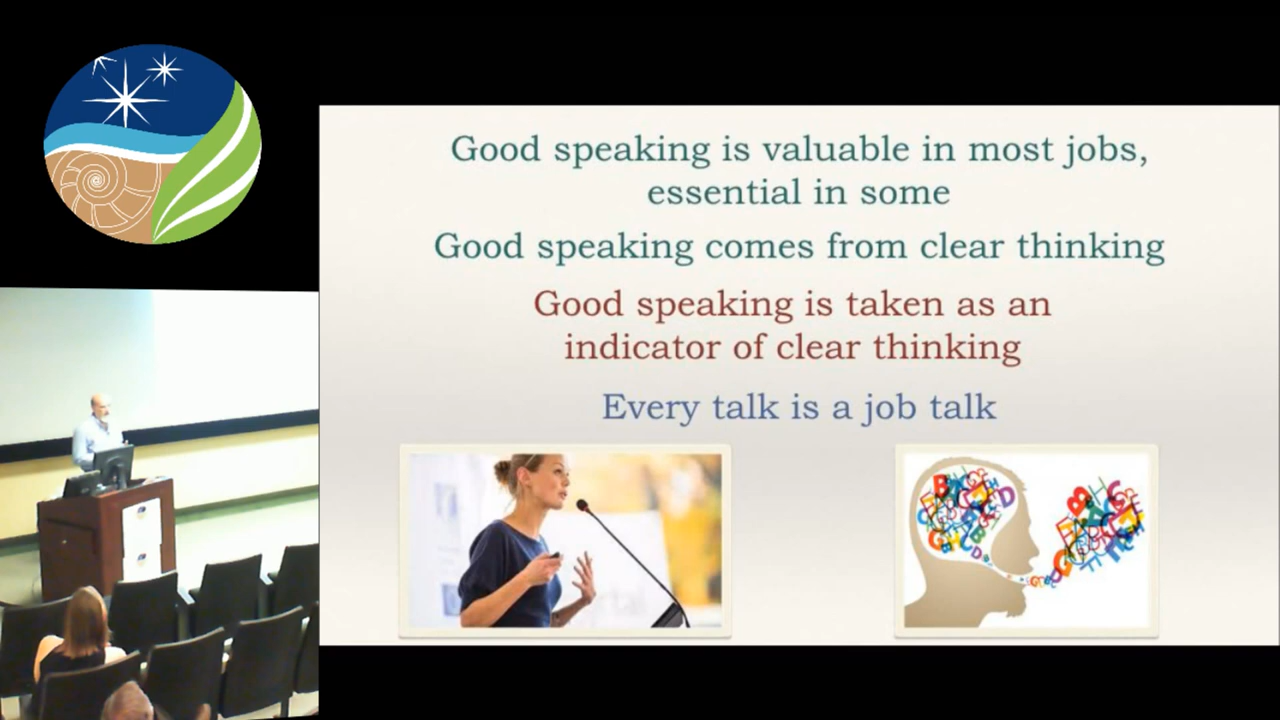 Good speaking is valuable in most jobs,
essential in some
Good speaking comes from clear thinking
Good speaking is taken as an
indicator of clear thinking
Every talk is a job talk